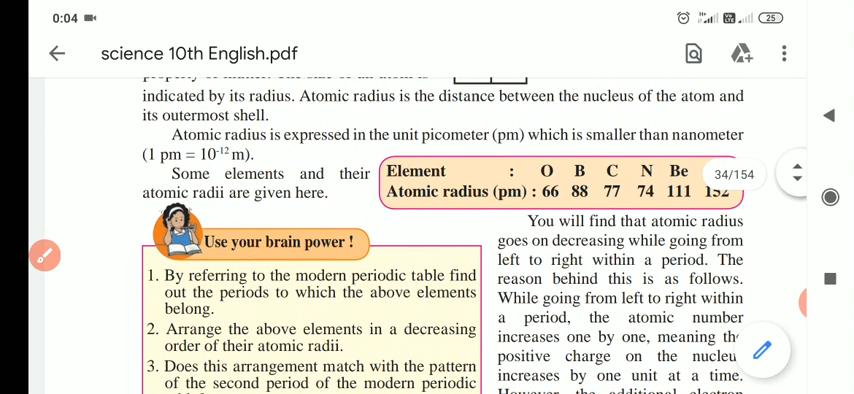 0:04
25
science 10th English.pdf
indicated by its radius. Atomic radius is the distance between the nucleus of the atom and
its outermost shell.
Atomic radius is expressed in the unit picometer (pm) which is smaller than nanometer
(1 pm = 10⁻¹² m).
Some elements and their
atomic radii are given here.
Element : O B C N Be
Atomic radius (pm) : 66 88 77 74 111 152
34/154
Use your brain power !
1. By referring to the modern periodic table find
out the periods to which the above elements
belong.
2. Arrange the above elements in a decreasing
order of their atomic radii.
3. Does this arrangement match with the pattern
of the second period of the modern periodic
You will find that atomic radius
goes on decreasing while going from
left to right within a period. The
reason behind this is as follows.
While going from left to right within
a period, the atomic number
increases one by one, meaning the
positive charge on the nucleu
increases by one unit at a time.
However, the additional electron